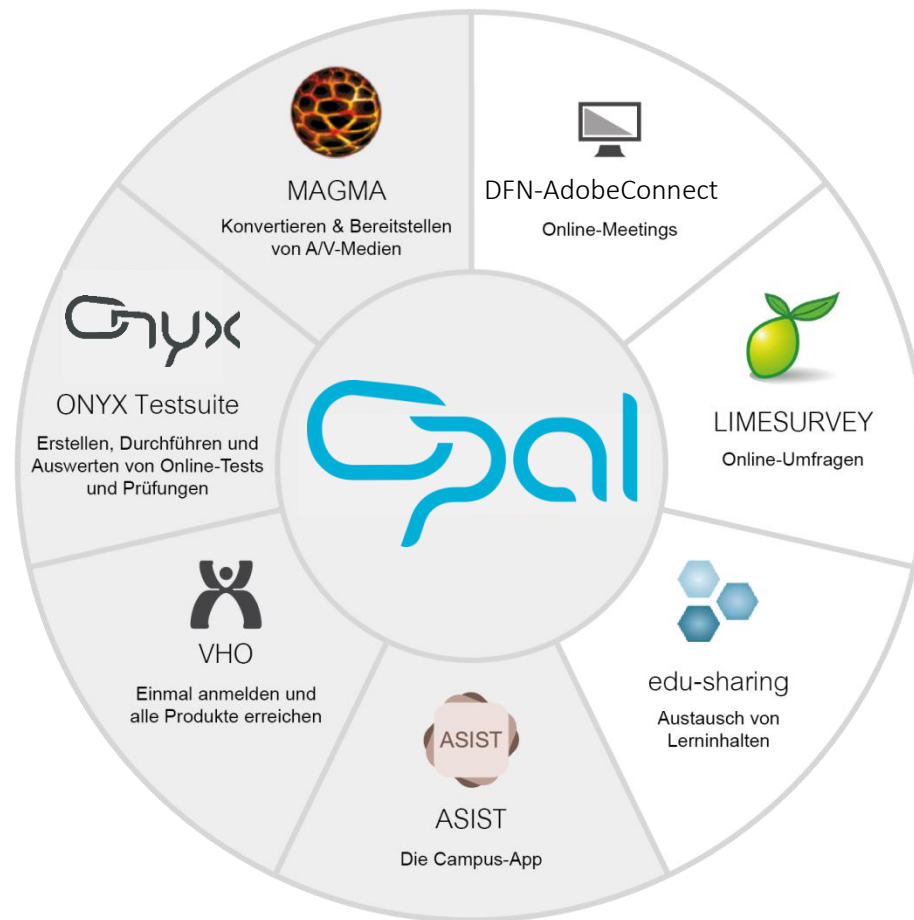 MAGMA
Konvertieren & Bereitstellen
von A/V-Medien
DFN-AdobeConnect
Online-Meetings
LIMESURVEY
Online-Umfragen
edu-sharing
Austausch von
Lerninhalten
ASIST
ASIST
Die Campus-App
VHO
Einmal anmelden und
alle Produkte erreichen
Onyx
ONYX Testsuite
Erstellen, Durchführen und
Auswerten von Online-Tests
und Prüfungen
Opal